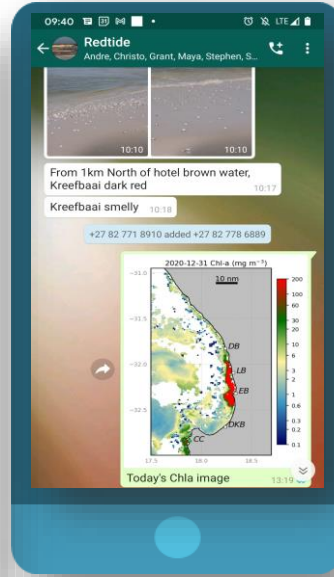 09:40
LTE
Redtide
Andre, Christo, Grant, Maya, Stephen, S...
10:10
10:10
From 1km North of hotel brown water,
Kreefbaai dark red
10:17
Kreefbaai smelly
10:18
+27 82 771 8910 added +27 82 778 6889
2020-12-31 Chl-a (mg m⁻³)
10 nm
−31.0
−31.5
−32.0
−32.5
17.5
18.0
18.5
DB
LB
EB
DKB
CC
200
100
60
30
20
10
6
3
2
1
0.6
0.3
0.2
0.1
Today's Chla image
13:19